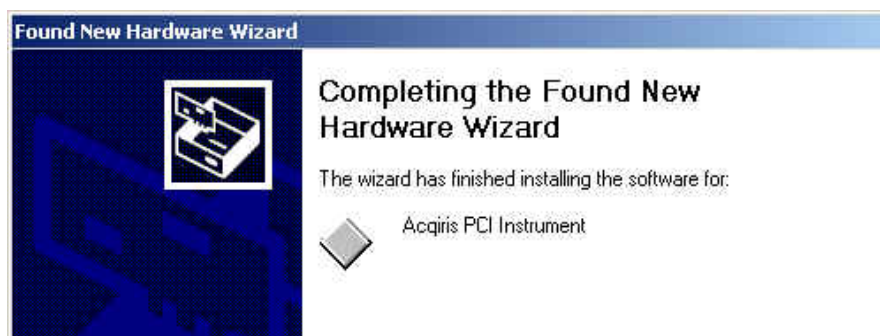 Found New Hardware Wizard
Completing the Found New
Hardware Wizard
The wizard has finished installing the software for:
Acqiris PCI Instrument